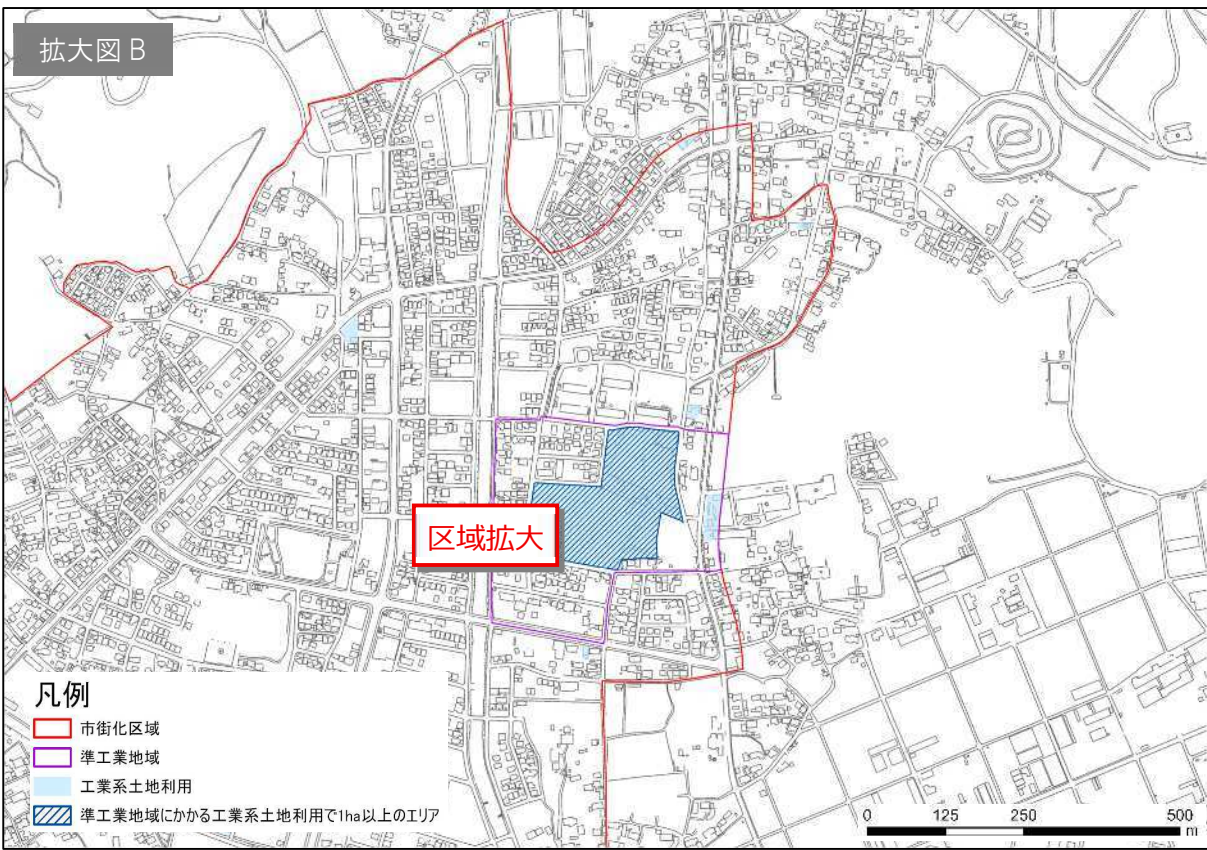 拡大図 B
区域拡大
凡例
市街化区域
準工業地域
工業系土地利用
準工業地域にかかる工業系土地利用で1ha以上のエリア
0 125 250 500
m